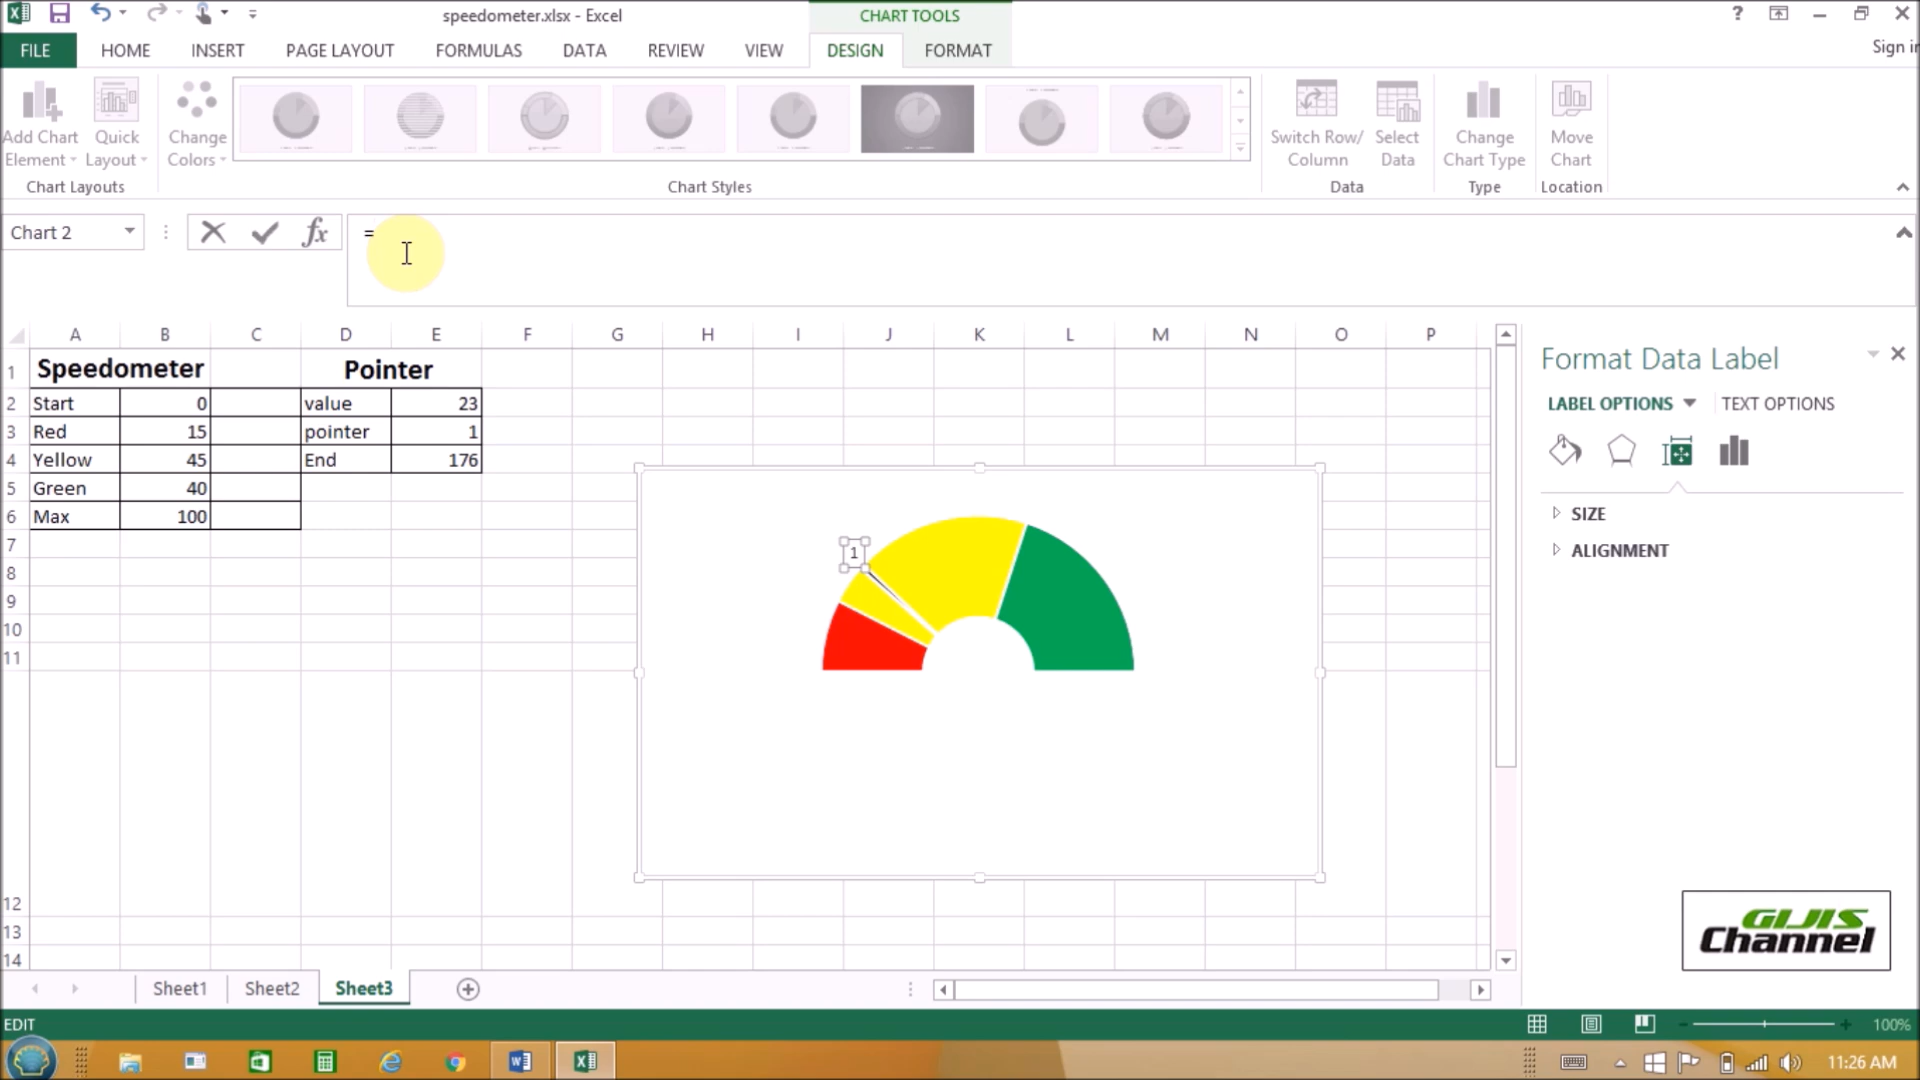 speedometer.xlsx - Excel
CHART TOOLS
?
FILE
HOME
INSERT
PAGE LAYOUT
FORMULAS
DATA
REVIEW
VIEW
DESIGN
FORMAT
Sign in
Add Chart Element
Quick Layout
Change Colors
Switch Row/ Column
Select Data
Change Chart Type
Move Chart
Chart Layouts
Chart Styles
Data
Type
Location
Chart 2
fx
=
A B C D E F G H I J K L M N O P
1 Speedometer Pointer
2 Start 0 value 23
3 Red 15 pointer 1
4 Yellow 45 End 176
5 Green 40
6 Max 100
7
8
9
10
11
12
13
14
1
Format Data Label
LABEL OPTIONS
TEXT OPTIONS
SIZE
ALIGNMENT
GIJIS
Channel
Sheet1
Sheet2
Sheet3
EDIT
100%
11:26 AM